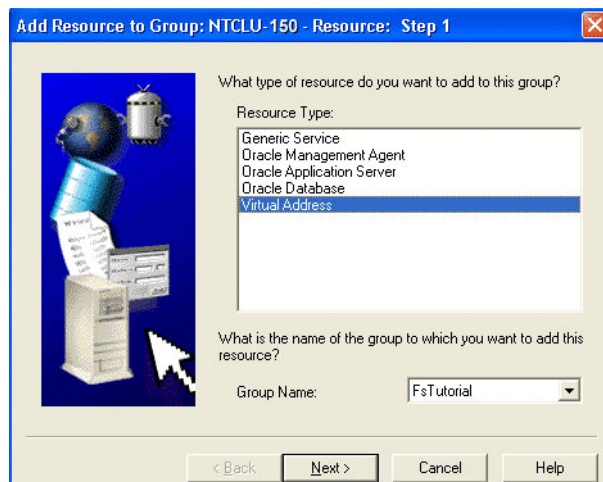 Add Resource to Group: NTCLU-150 - Resource: Step 1
What type of resource do you want to add to this group?
Resource Type:
Generic Service
Oracle Management Agent
Oracle Application Server
Oracle Database
Virtual Address
What is the name of the group to which you want to add this
resource?
Group Name: FsTutorial
< Back Next > Cancel Help